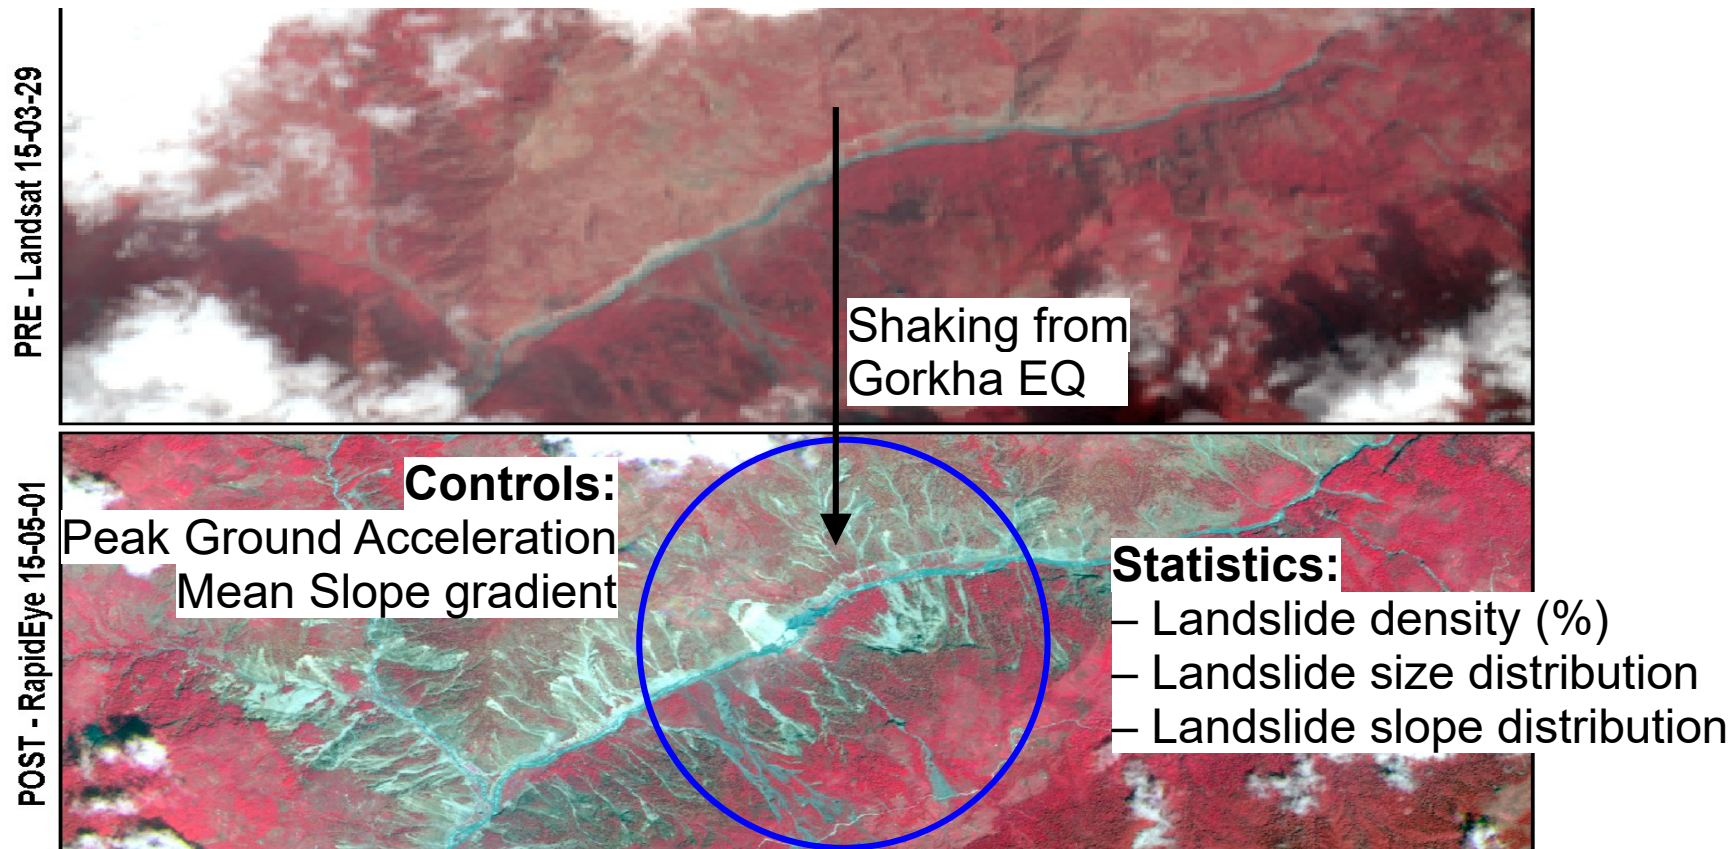 PRE - Landsat 15-03-29
Shaking from
Gorkha EQ
POST - RapidEye 15-05-01
Controls:
Peak Ground Acceleration
Mean Slope gradient
Statistics:
– Landslide density (%)
– Landslide size distribution
– Landslide slope distribution